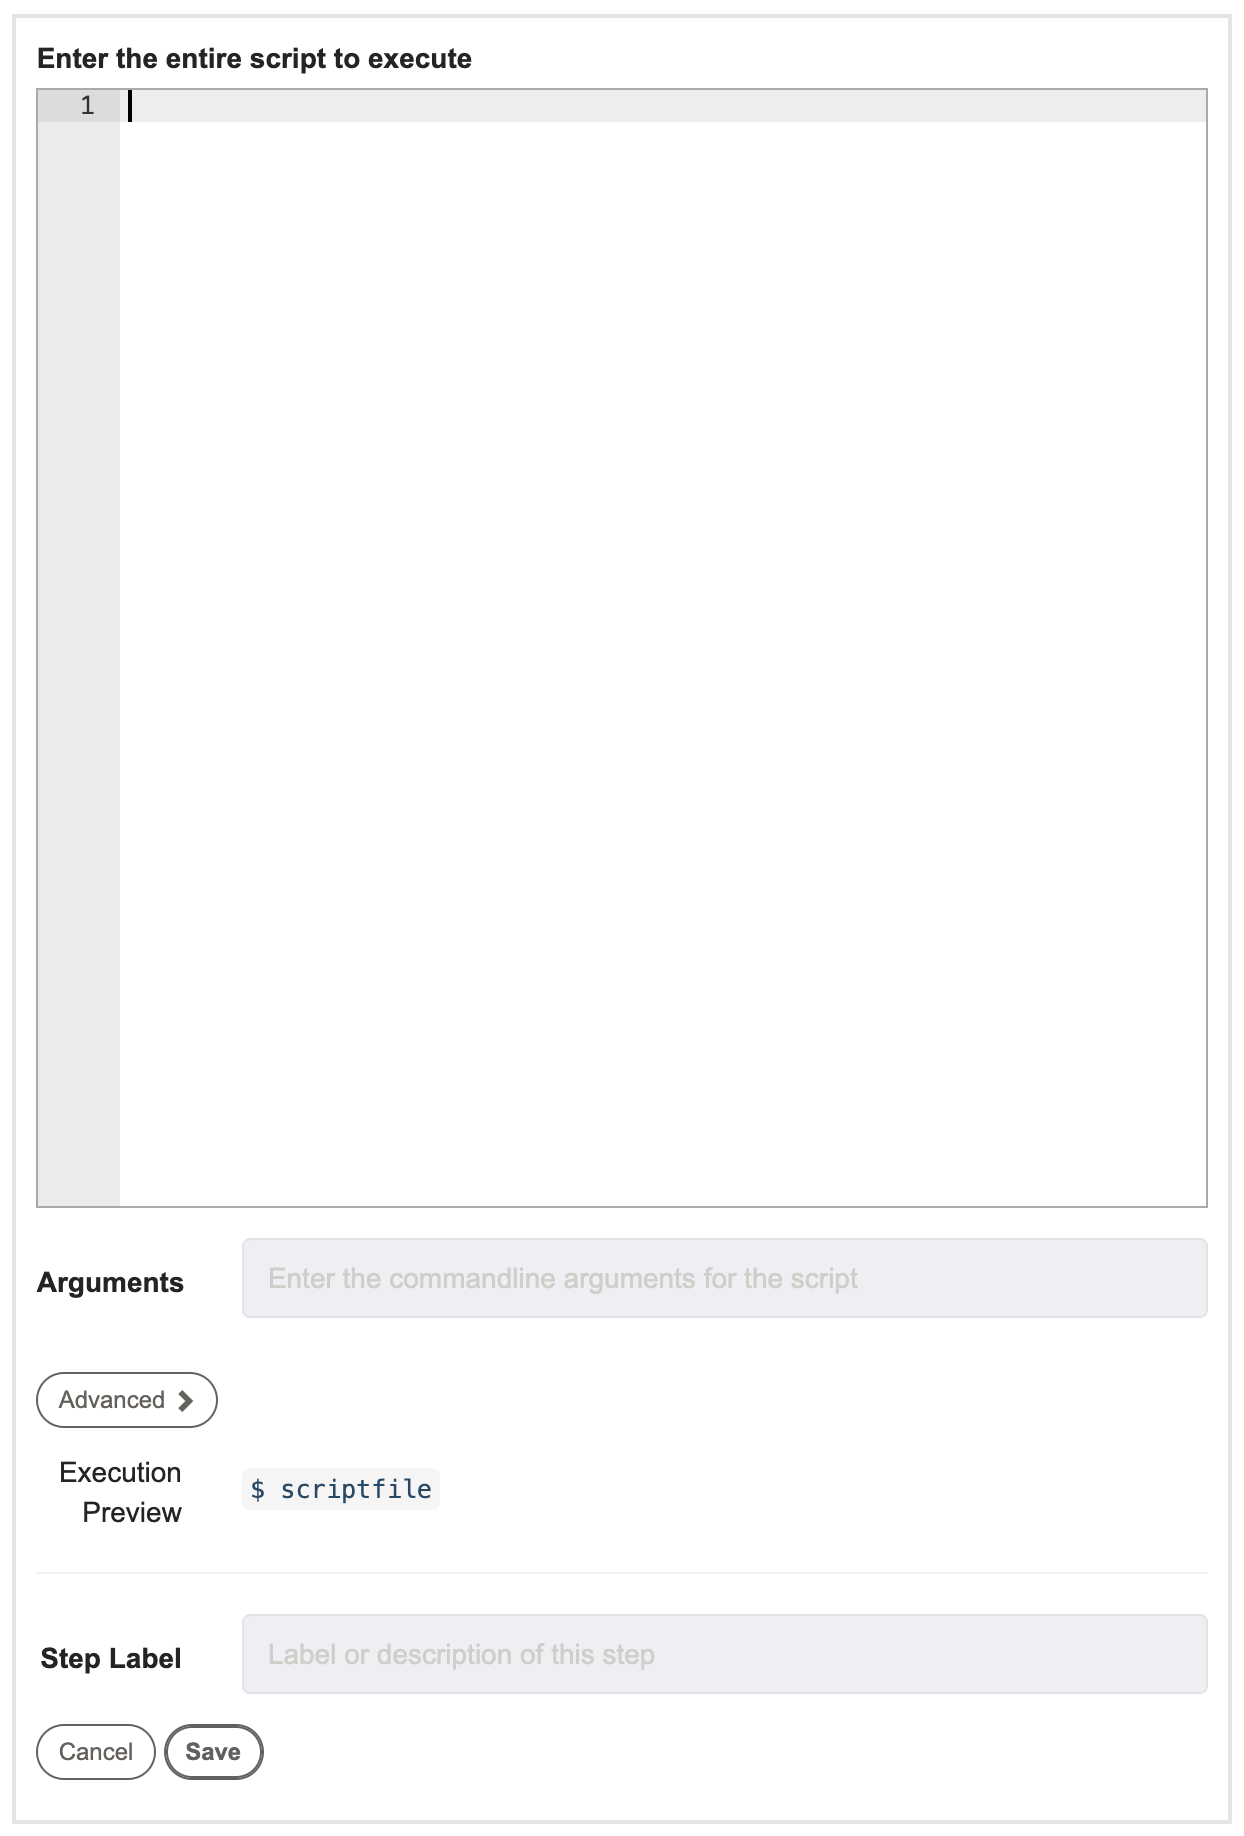 Enter the entire script to execute
1
Arguments
Enter the commandline arguments for the script
Advanced
Execution
Preview
$ scriptfile
Step Label
Label or description of this step
Cancel
Save